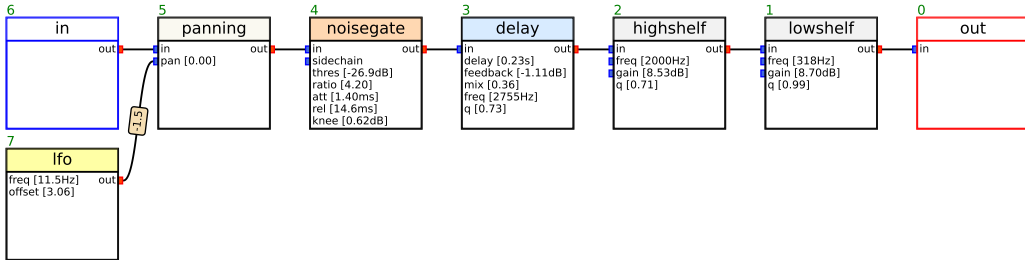 6
in
out
5
panning
in out
pan [0.00]
4
noisegate
in out
sidechain
thres [-26.9dB]
ratio [4.20]
att [1.40ms]
rel [14.6ms]
knee [0.62dB]
3
delay
in out
delay [0.23s]
feedback [-1.11dB]
mix [0.36]
freq [2755Hz]
q [0.73]
2
highshelf
in out
freq [2000Hz]
gain [8.53dB]
q [0.71]
1
lowshelf
in out
freq [318Hz]
gain [8.70dB]
q [0.99]
0
out
in
-1.5
7
lfo
freq [11.5Hz] out
offset [3.06]